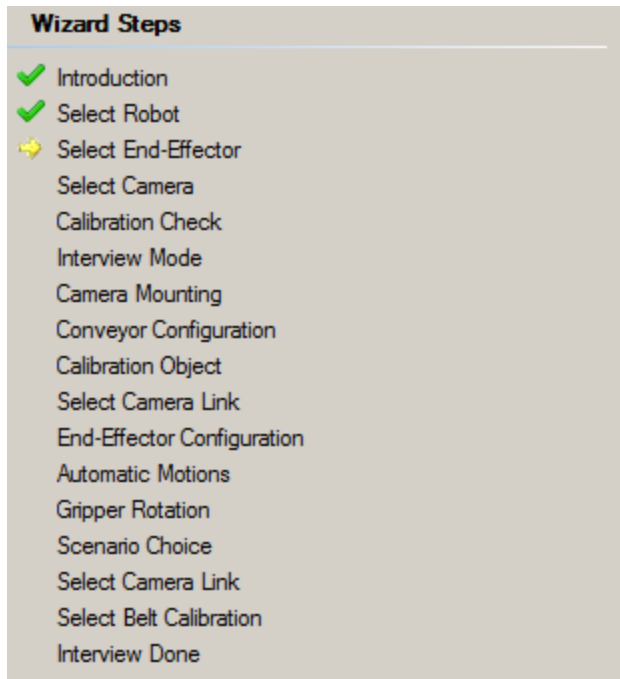 Wizard Steps
Introduction
Select Robot
Select End-Effector
Select Camera
Calibration Check
Interview Mode
Camera Mounting
Conveyor Configuration
Calibration Object
Select Camera Link
End-Effector Configuration
Automatic Motions
Gripper Rotation
Scenario Choice
Select Camera Link
Select Belt Calibration
Interview Done